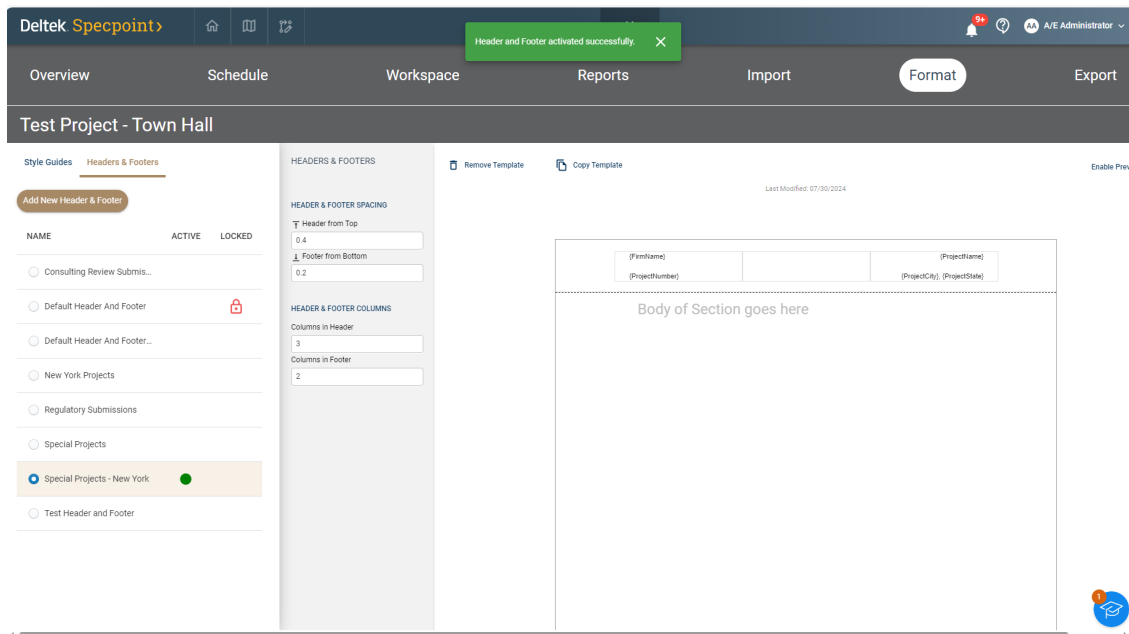 Deltek. Specpoint>
9+
AA A/E Administrator
Header and Footer activated successfully.
Overview Schedule Workspace Reports Import Format Export
Test Project - Town Hall
Style Guides Headers & Footers
Add New Header & Footer
NAME ACTIVE LOCKED
Consulting Review Submis...
Default Header And Footer
Default Header And Footer...
New York Projects
Regulatory Submissions
Special Projects
Special Projects - New York
Test Header and Footer
HEADERS & FOOTERS
HEADER & FOOTER SPACING
Header from Top
0.4
Footer from Bottom
0.2
HEADER & FOOTER COLUMNS
Columns in Header
3
Columns in Footer
2
Remove Template Copy Template Enable Prev
Last Modified: 07/30/2024
{FirmName} {ProjectName}
{ProjectNumber} {ProjectCity}, {ProjectState}
Body of Section goes here
1